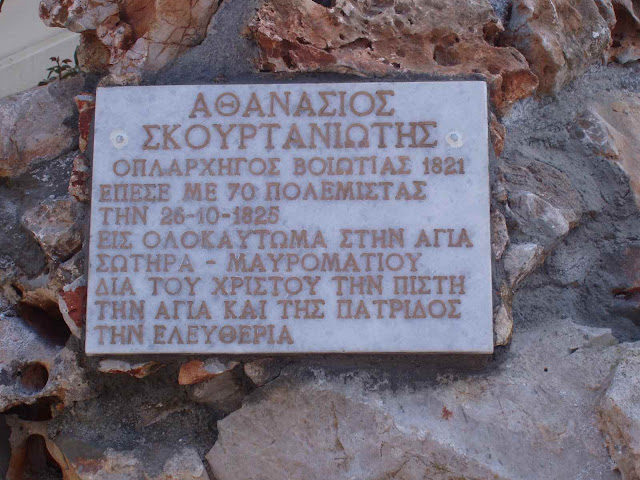 ΑΘΑΝΑΣΙΟΣ
ΣΚΟΥΡΤΑΝΙΩΤΗΣ
ΟΠΛΑΡΧΗΓΟΣ ΒΟΙΩΤΙΑΣ 1821
ΕΠΕΣΕ ΜΕ 70 ΠΟΛΕΜΙΣΤΑΣ
ΤΗΝ 26-10-1825
ΕΙΣ ΟΛΟΚΑΥΤΩΜΑ ΣΤΗΝ ΑΓΙΑ
ΣΩΤΗΡΑ - ΜΑΥΡΟΜΑΤΙΟΥ
ΔΙΑ ΤΟΥ ΧΡΙΣΤΟΥ ΤΗΝ ΠΙΣΤΗ
ΤΗΝ ΑΓΙΑ ΚΑΙ ΤΗΣ ΠΑΤΡΙΔΟΣ
ΤΗΝ ΕΛΕΥΘΕΡΙΑ